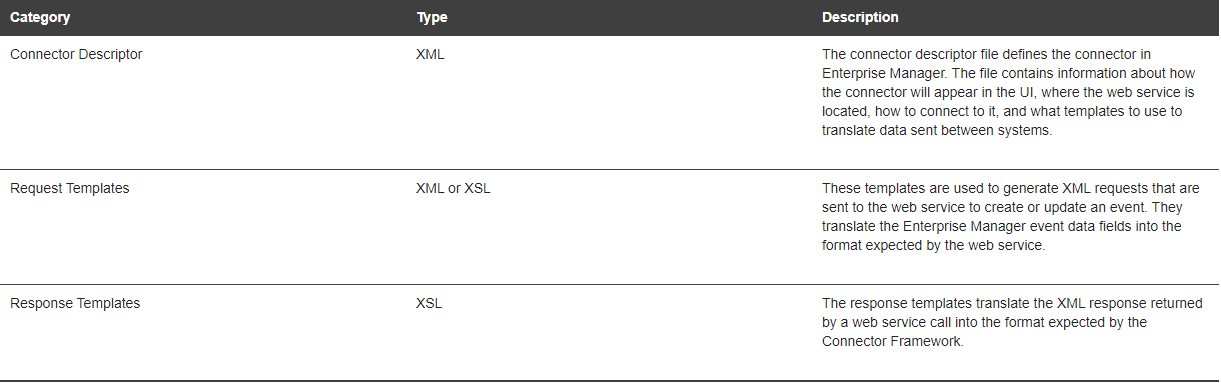 Category Type Description
Connector Descriptor XML The connector descriptor file defines the connector in
Enterprise Manager. The file contains information about how
the connector will appear in the UI, where the web service is
located, how to connect to it, and what templates to use to
translate data sent between systems.
Request Templates XML or XSL These templates are used to generate XML requests that are
sent to the web service to create or update an event. They
translate the Enterprise Manager event data fields into the
format expected by the web service.
Response Templates XSL The response templates translate the XML response returned
by a web service call into the format expected by the
Connector Framework.